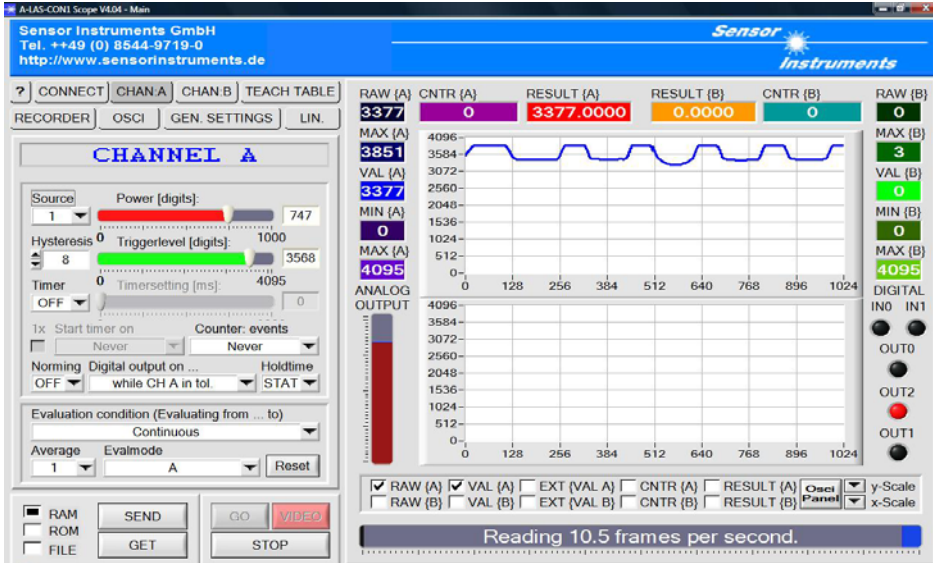 A-LAS-CON1 Scope V4.04 - Main
Sensor Instruments GmbH
Tel. ++49 (0) 8544-9719-0
http://www.sensorinstruments.de
Sensor
Instruments
? CONNECT CHAN:A CHAN:B TEACH TABLE
RECORDER OSCI GEN. SETTINGS LIN.
CHANNEL A
Source Power [digits]:
1 747
Hysteresis 0 Triggerlevel [digits]: 1000
8 3568
Timer 0 Timersetting [ms]: 4095
OFF 0
1x Start timer on Counter: events
Never Never
Norming Digital output on ... Holdtime
OFF while CH A in tol. STAT
Evaluation condition (Evaluating from ... to)
Continuous
Average Evalmode
1 A Reset
RAM
ROM
FILE
SEND
GET
GO VIDEO
STOP
RAW {A} CNTR {A} RESULT {A} RESULT {B} CNTR {B} RAW {B}
3377 0 3377.0000 0.0000 0 0
MAX {A}
3851
VAL {A}
3377
MIN {A}
0
MAX {A}
4095
ANALOG
OUTPUT
4096-
3584-
3072-
2560-
2048-
1536-
1024-
512-
0-
0 128 256 384 512 640 768 896 1024
4096-
3584-
3072-
2560-
2048-
1536-
1024-
512-
0-
0 128 256 384 512 640 768 896 1024
MAX {B}
3
VAL {B}
0
MIN {B}
0
MAX {B}
4095
DIGITAL
IN0 IN1
OUT0
OUT2
OUT1
RAW {A} VAL {A} EXT {VAL A} CNTR {A} RESULT {A} Osci y-Scale
RAW {B} VAL {B} EXT {VAL B} CNTR {B} RESULT {B} Panel x-Scale
Reading 10.5 frames per second.